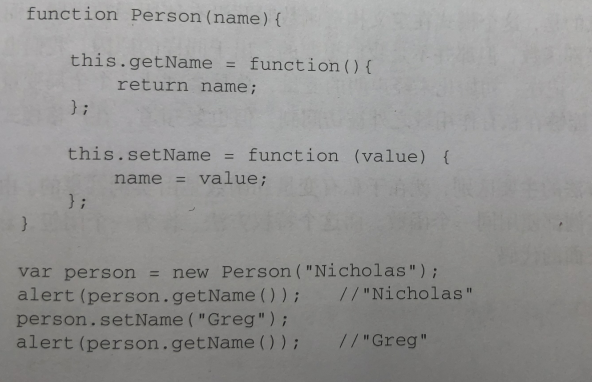 function Person(name){
this.getName = function(){
return name;
};
this.setName = function (value) {
name = value;
};
}
var person = new Person("Nicholas");
alert(person.getName()); //"Nicholas"
person.setName("Greg");
alert(person.getName()); //"Greg"